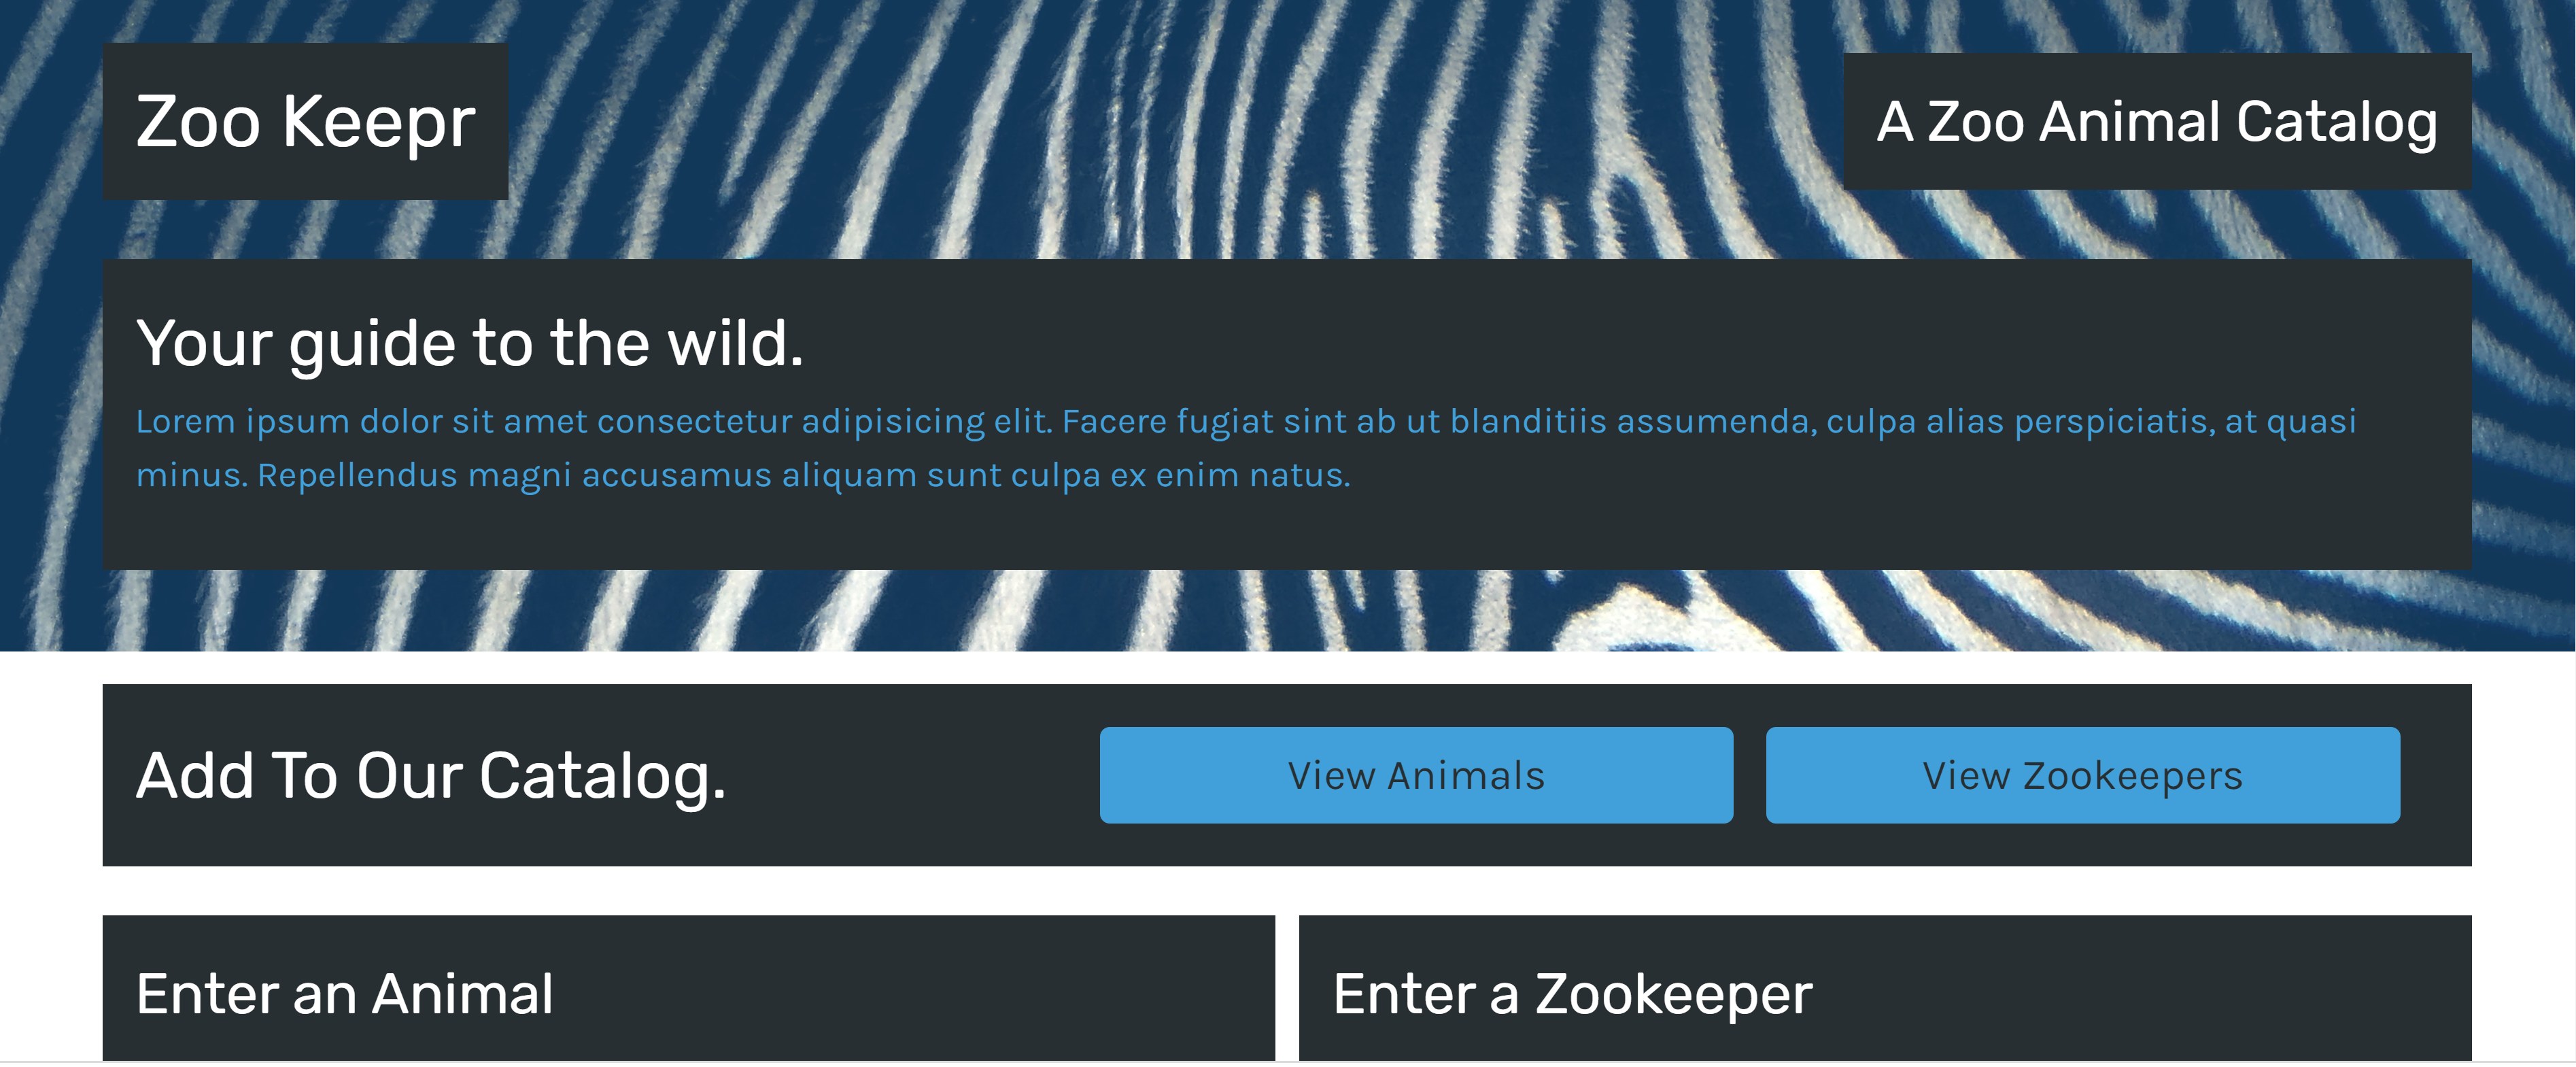 Zoo Keepr
A Zoo Animal Catalog
Your guide to the wild.
Lorem ipsum dolor sit amet consectetur adipisicing elit. Facere fugiat sint ab ut blanditiis assumenda, culpa alias perspiciatis, at quasi
minus. Repellendus magni accusamus aliquam sunt culpa ex enim natus.
Add To Our Catalog.
View Animals
View Zookeepers
Enter an Animal
Enter a Zookeeper